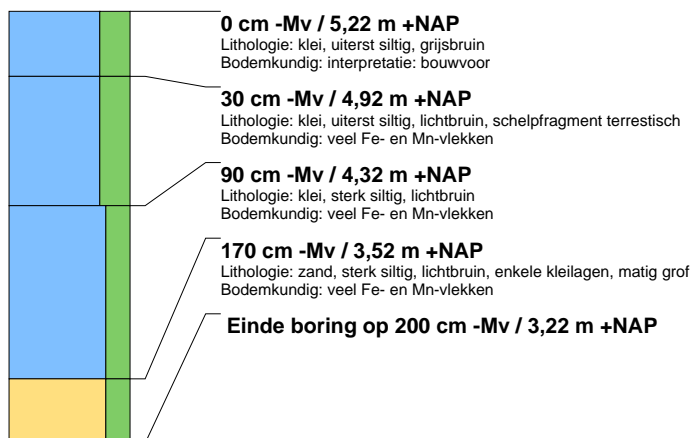 0 cm -Mv / 5,22 m +NAP
Lithologie: klei, uiterst siltig, grijsbruin
Bodemkundig: interpretatie: bouwvoor
30 cm -Mv / 4,92 m +NAP
Lithologie: klei, uiterst siltig, lichtbruin, schelpfragment terrestisch
Bodemkundig: veel Fe- en Mn-vlekken
90 cm -Mv / 4,32 m +NAP
Lithologie: klei, sterk siltig, lichtbruin
Bodemkundig: veel Fe- en Mn-vlekken
170 cm -Mv / 3,52 m +NAP
Lithologie: zand, sterk siltig, lichtbruin, enkele kleilagen, matig grof
Bodemkundig: veel Fe- en Mn-vlekken
Einde boring op 200 cm -Mv / 3,22 m +NAP